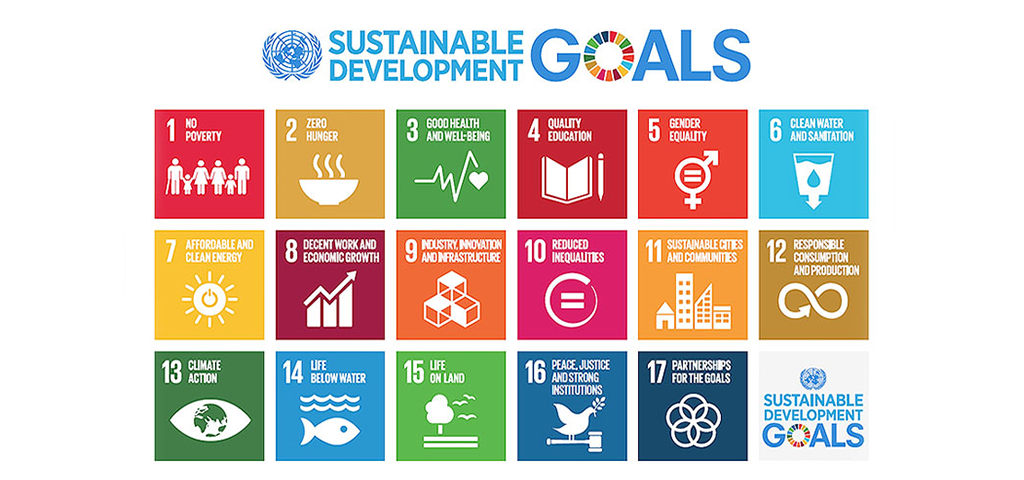 SUSTAINABLE
DEVELOPMENT
GOALS
1 NO
POVERTY
2 ZERO
HUNGER
3 GOOD HEALTH
AND WELL-BEING
4 QUALITY
EDUCATION
5 GENDER
EQUALITY
6 CLEAN WATER
AND SANITATION
7 AFFORDABLE AND
CLEAN ENERGY
8 DECENT WORK AND
ECONOMIC GROWTH
9 INDUSTRY, INNOVATION
AND INFRASTRUCTURE
10 REDUCED
INEQUALITIES
11 SUSTAINABLE CITIES
AND COMMUNITIES
12 RESPONSIBLE
CONSUMPTION
AND PRODUCTION
13 CLIMATE
ACTION
14 LIFE
BELOW WATER
15 LIFE
ON LAND
16 PEACE, JUSTICE
AND STRONG
INSTITUTIONS
17 PARTNERSHIPS
FOR THE GOALS
SUSTAINABLE
DEVELOPMENT
GOALS